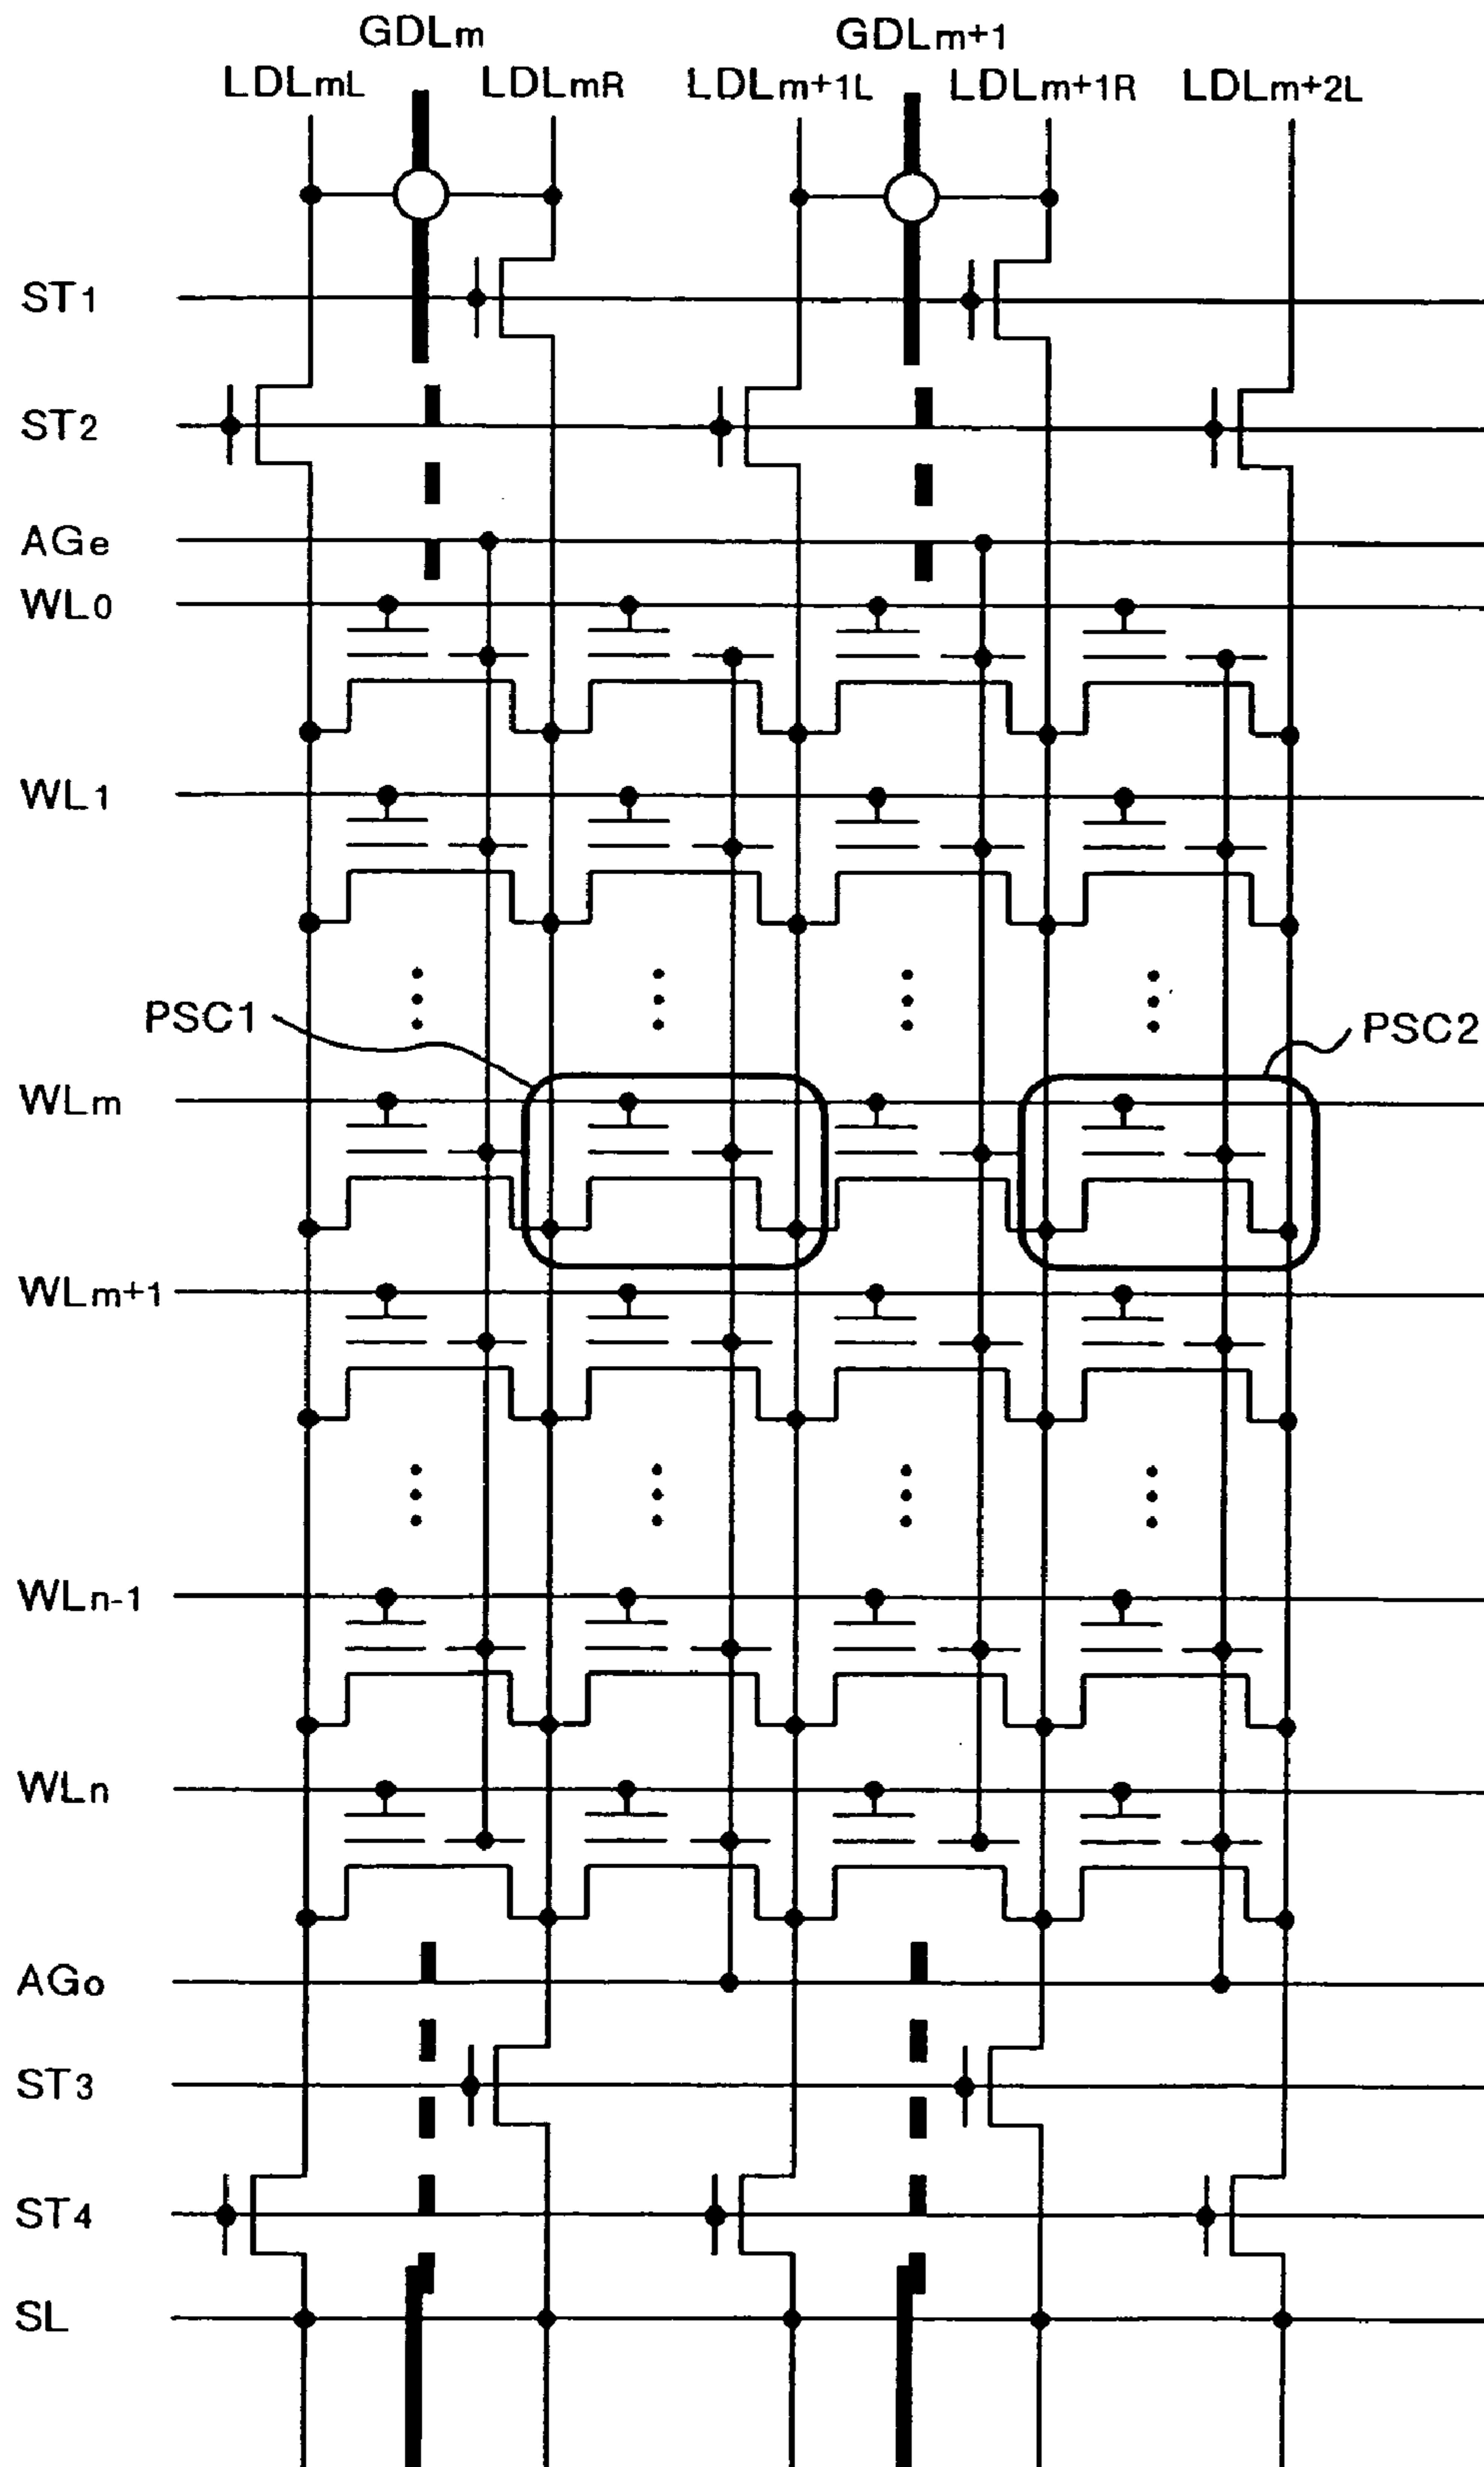 GDLm GDLm+1
LDLmL LDLmR LDLm+1L LDLm+1R LDLm+2L
ST1
ST2
AGe
WL0
WL1
PSC1 PSC2
WLm
WLm+1
WLn-1
WLn
AGo
ST3
ST4
SL